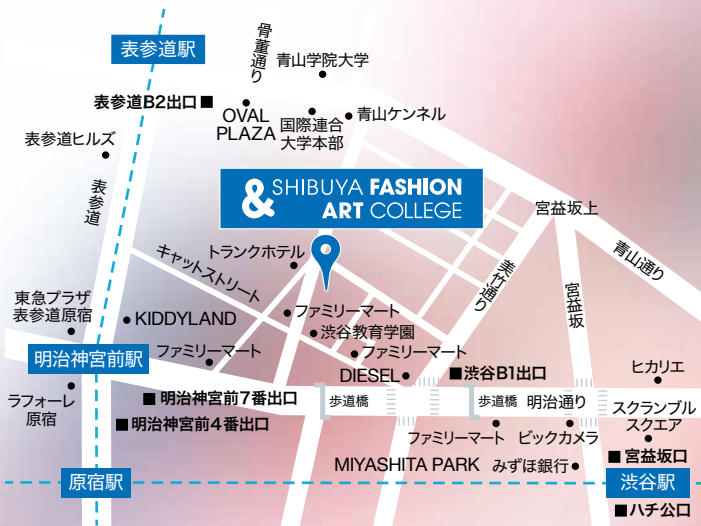 表参道駅
骨董通り
青山学院大学
表参道B2出口
OVAL
PLAZA
国際連合
大学本部
青山ケンネル
表参道ヒルズ
表参道
& SHIBUYA FASHION
ART COLLEGE
宮益坂上
青山通り
トランクホテル
キャットストリート
美竹通り
宮益坂
東急プラザ
表参道原宿
KIDDYLAND
ファミリーマート
渋谷教育学園
ファミリーマート
ファミリーマート
明治神宮前駅
DIESEL
渋谷B1出口
ヒカリエ
ラフォーレ
原宿
明治神宮前7番出口
歩道橋
歩道橋
明治通り
スクランブル
スクエア
明治神宮前4番出口
ファミリーマート
ビックカメラ
宮益坂口
MIYASHITA PARK
みずほ銀行
原宿駅
渋谷駅
ハチ公口